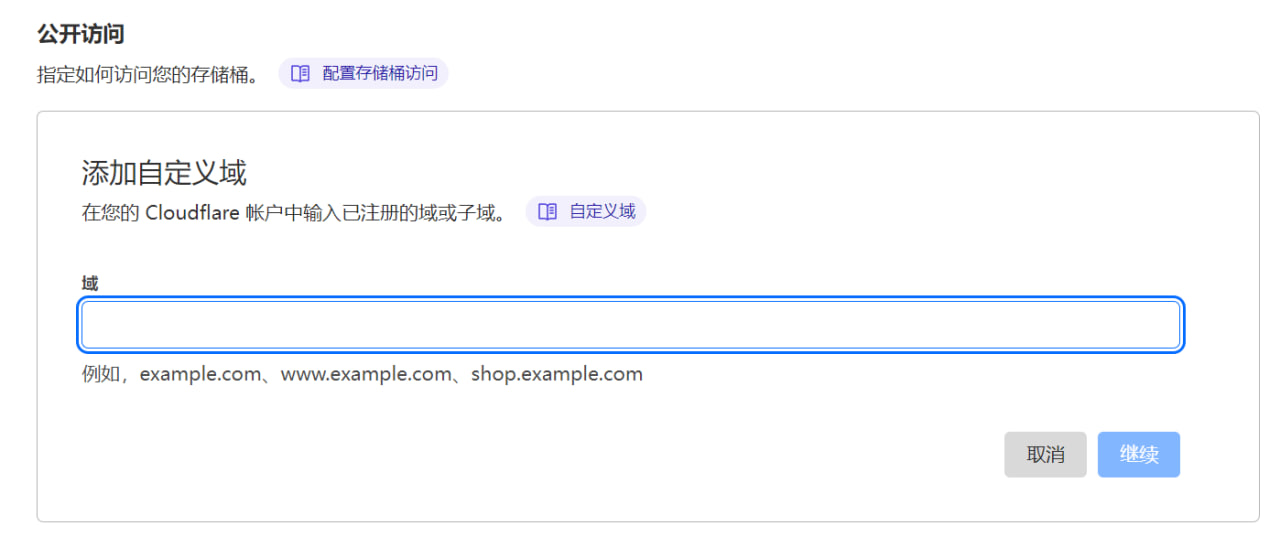 公开访问
指定如何访问您的存储桶。 配置存储桶访问
添加自定义域
在您的 Cloudflare 帐户中输入已注册的域或子域。 自定义域
域
例如，example.com、www.example.com、shop.example.com
取消 继续